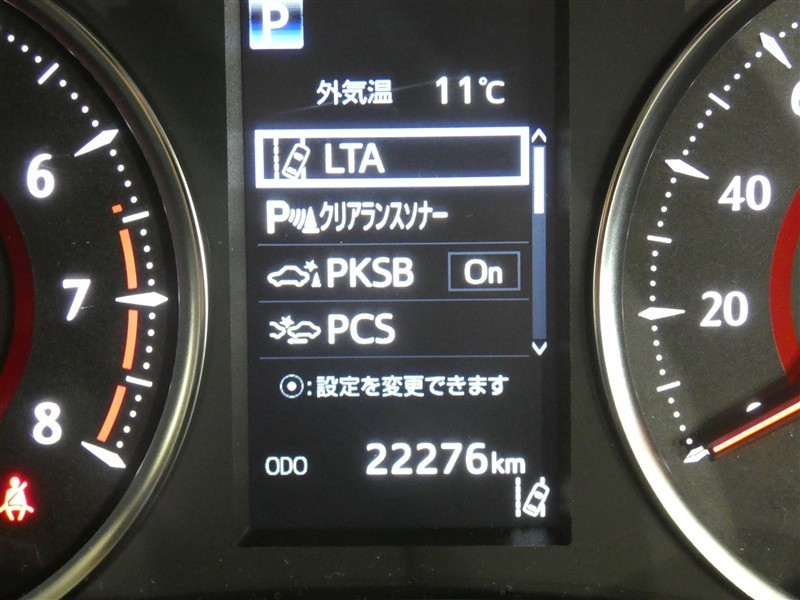 P
外気温 11℃
LTA
Pクリアランスソナー
PKSB On
PCS
:設定を変更できます
ODO 22276km
6
7
8
40
20